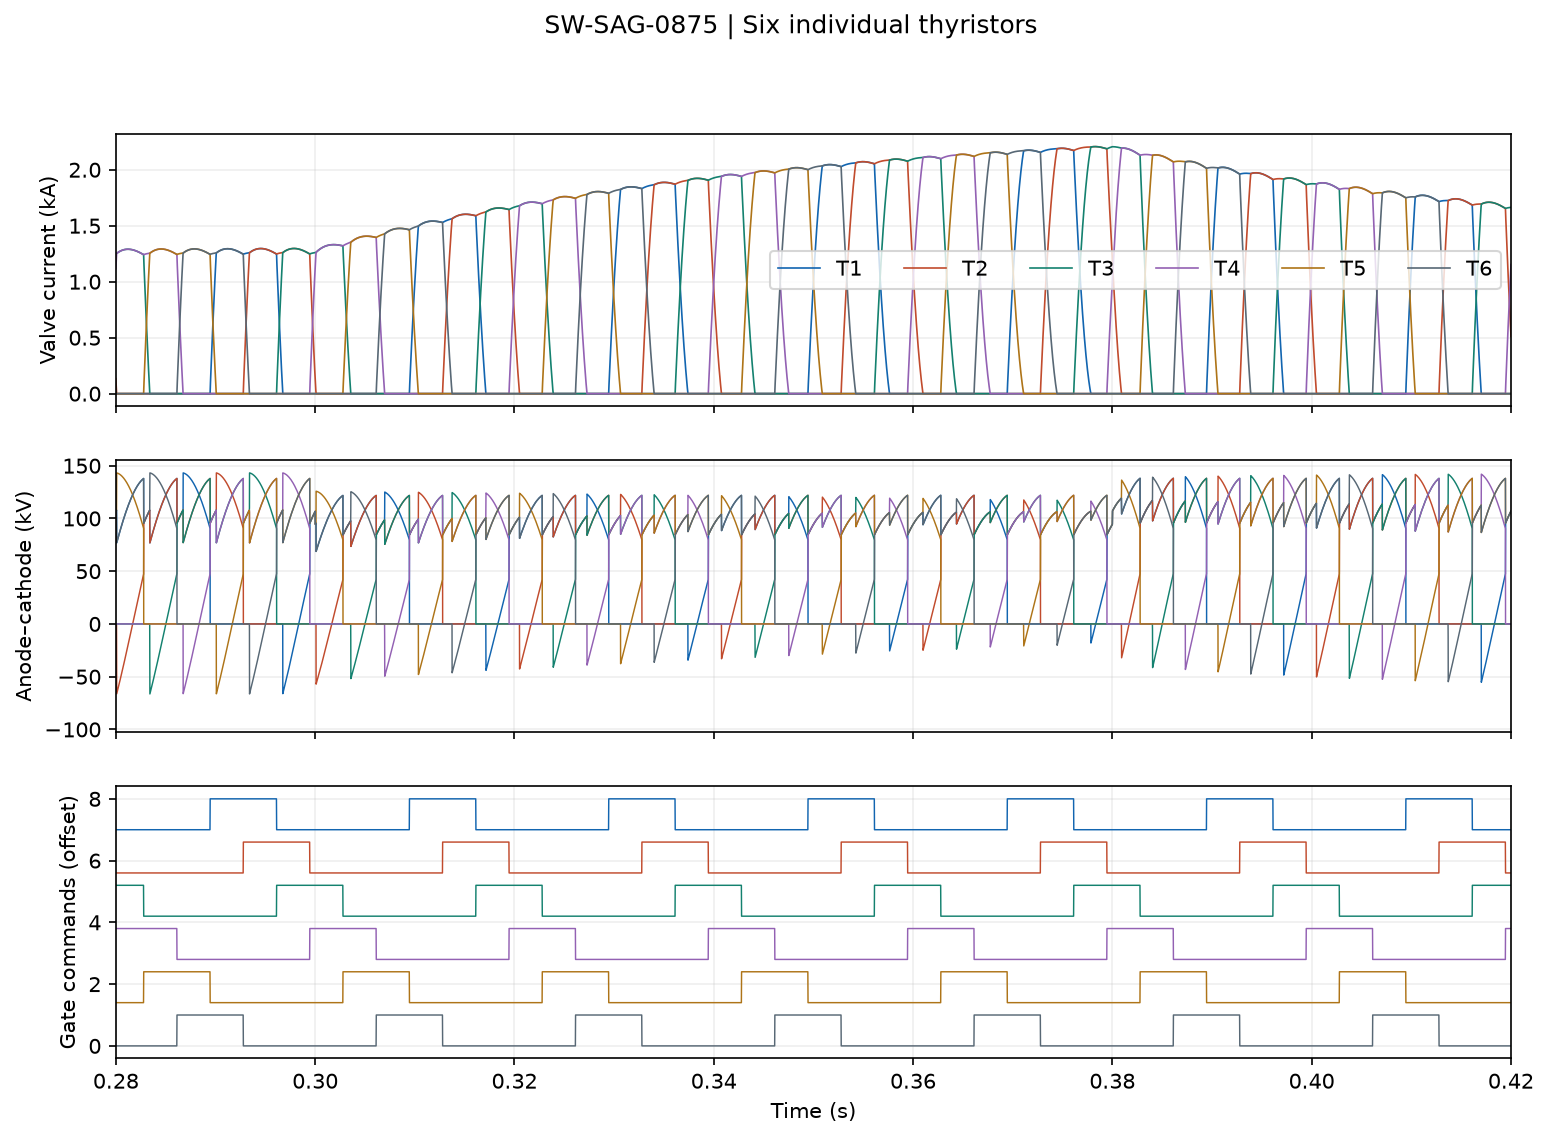 SW-SAG-0875 | Six individual thyristors
Valve current (kA)
2.0
1.5
1.0
0.5
0.0
T1 T2 T3 T4 T5 T6
Anode–cathode (kV)
150
100
50
0
−50
−100
Gate commands (offset)
8
6
4
2
0
0.28 0.30 0.32 0.34 0.36 0.38 0.40 0.42
Time (s)